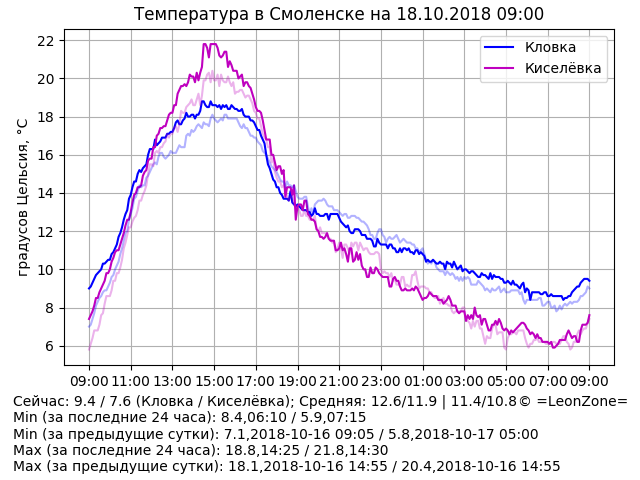 Температура в Смоленске на 18.10.2018 09:00
Кловка
Киселёвка
градусов Цельсия, °C
22
20
18
16
14
12
10
8
6
09:00 11:00 13:00 15:00 17:00 19:00 21:00 23:00 01:00 03:00 05:00 07:00 09:00
Сейчас: 9.4 / 7.6 (Кловка / Киселёвка); Средняя: 12.6/11.9 | 11.4/10.8© =LeonZone=
Min (за последние 24 часа): 8.4,06:10 / 5.9,07:15
Min (за предыдущие сутки): 7.1,2018-10-16 09:05 / 5.8,2018-10-17 05:00
Max (за последние 24 часа): 18.8,14:25 / 21.8,14:30
Max (за предыдущие сутки): 18.1,2018-10-16 14:55 / 20.4,2018-10-16 14:55